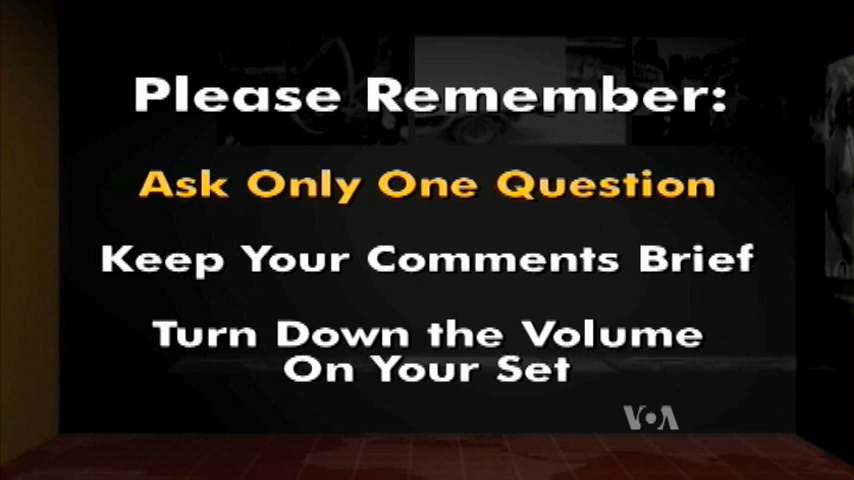 Please Remember:
Ask Only One Question
Keep Your Comments Brief
Turn Down the Volume
On Your Set
VOA